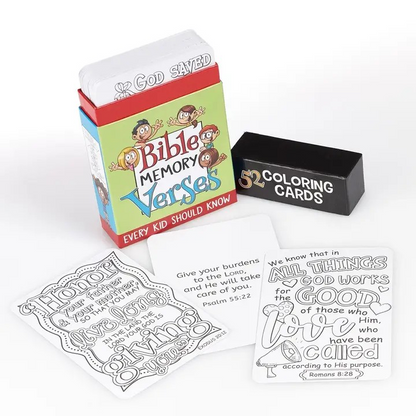 GOD SAVED
Bible
MEMORY
Verses
EVERY KID SHOULD KNOW
52 COLORING
CARDS
Honor
your father
& your mother,
THAT YOU MAY
live long
IN THE LAND THE
LORD YOUR GOD IS
giving
you.
EXODUS 20:12
Give your burdens
to the LORD,
and He will take
care of you.
Psalm 55:22
We know that in
ALL THINGS
GOD WORKS
for the GOOD
of those who
love Him,
who
have been
called
according to His purpose.
Romans 8:28